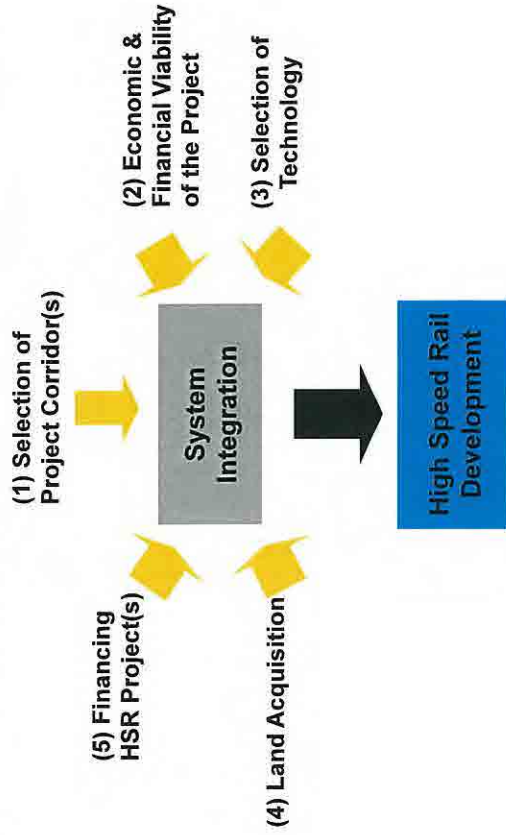 (1) Selection of
Project Corridor(s)
(2) Economic &
Financial Viability
of the Project
(3) Selection of
Technology
(4) Land Acquisition
(5) Financing
HSR Project(s)
System
Integration
High Speed Rail
Development